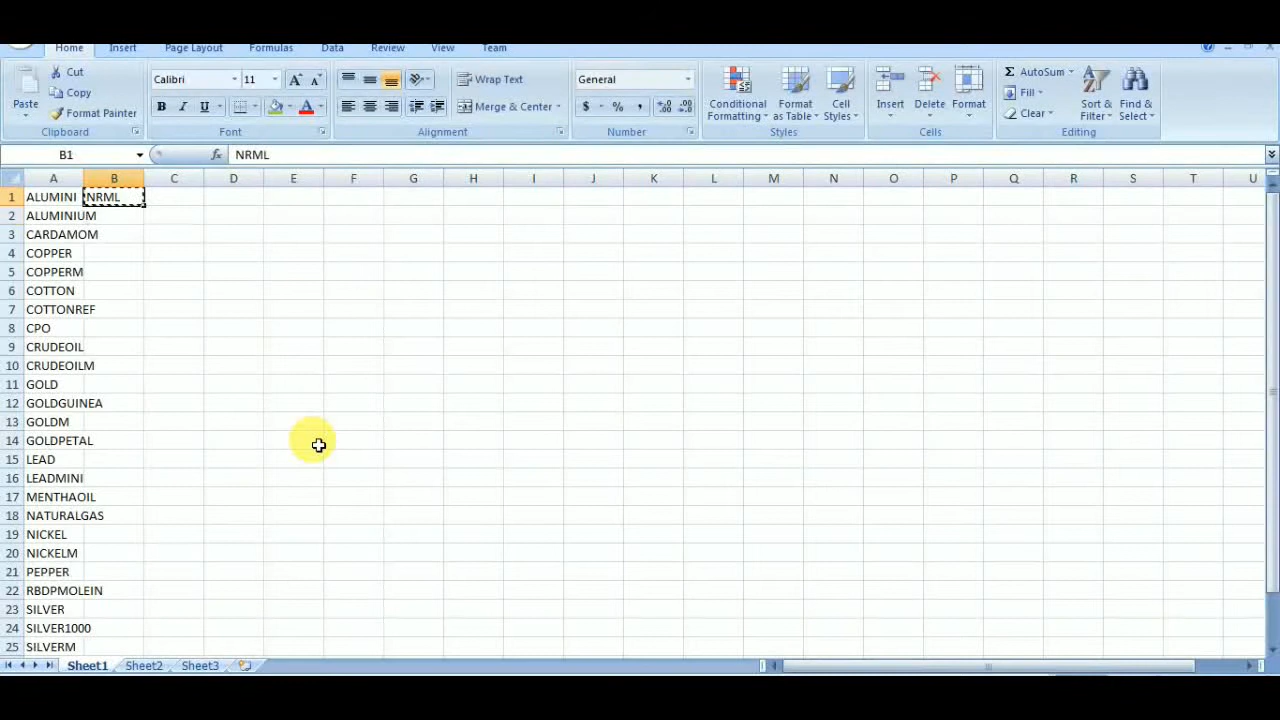 Home Insert Page Layout Formulas Data Review View Team
Cut
Calibri 11 Wrap Text General AutoSum
Copy Fill
Paste Format Painter B I U A Merge & Center $ % , Conditional Formatting Format as Table Cell Styles Insert Delete Format Clear Sort & Filter Find & Select
Clipboard Font Alignment Number Styles Cells Editing
B1 fx NRML
A B C D E F G H I J K L M N O P Q R S T U
1 ALUMINI NRML
2 ALUMINIUM
3 CARDAMOM
4 COPPER
5 COPPERM
6 COTTON
7 COTTONREF
8 CPO
9 CRUDEOIL
10 CRUDEOILM
11 GOLD
12 GOLDGUINEA
13 GOLDM
14 GOLDPETAL
15 LEAD
16 LEADMINI
17 MENTHAOIL
18 NATURALGAS
19 NICKEL
20 NICKELM
21 PEPPER
22 RBDPMOLEIN
23 SILVER
24 SILVER1000
25 SILVERM
Sheet1 Sheet2 Sheet3